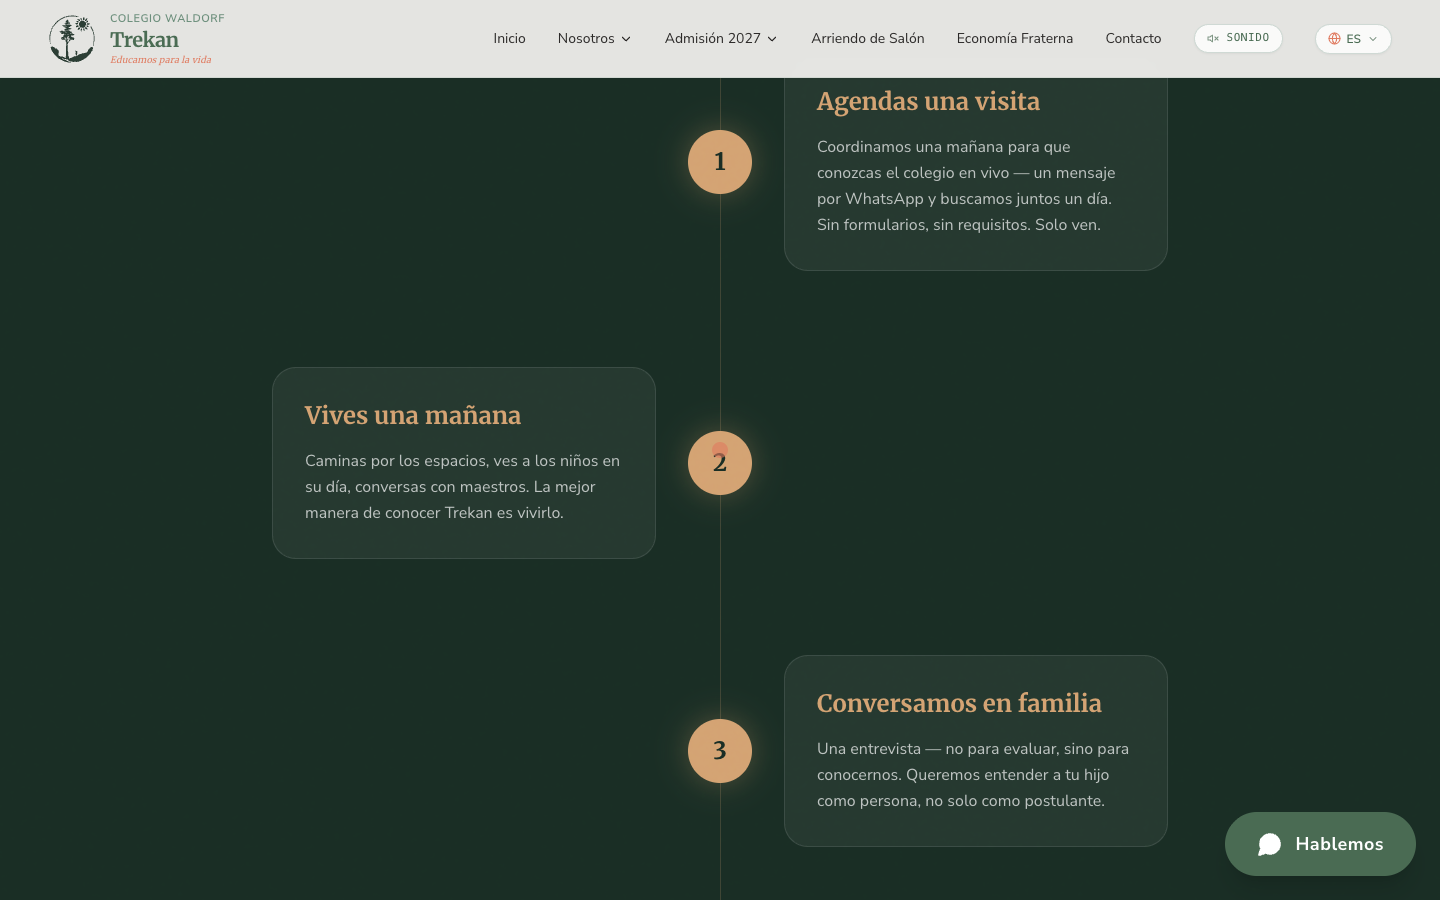 COLEGIO WALDORF
Trekan
Educamos para la vida
Inicio
Nosotros
Admisión 2027
Arriendo de Salón
Economía Fraterna
Contacto
SONIDO
ES
1
Agendas una visita
Coordinamos una mañana para que
conozcas el colegio en vivo — un mensaje
por WhatsApp y buscamos juntos un día.
Sin formularios, sin requisitos. Solo ven.
Vives una mañana
Caminas por los espacios, ves a los niños en
su día, conversas con maestros. La mejor
manera de conocer Trekan es vivirlo.
2
3
Conversamos en familia
Una entrevista — no para evaluar, sino para
conocernos. Queremos entender a tu hijo
como persona, no solo como postulante.
Hablemos